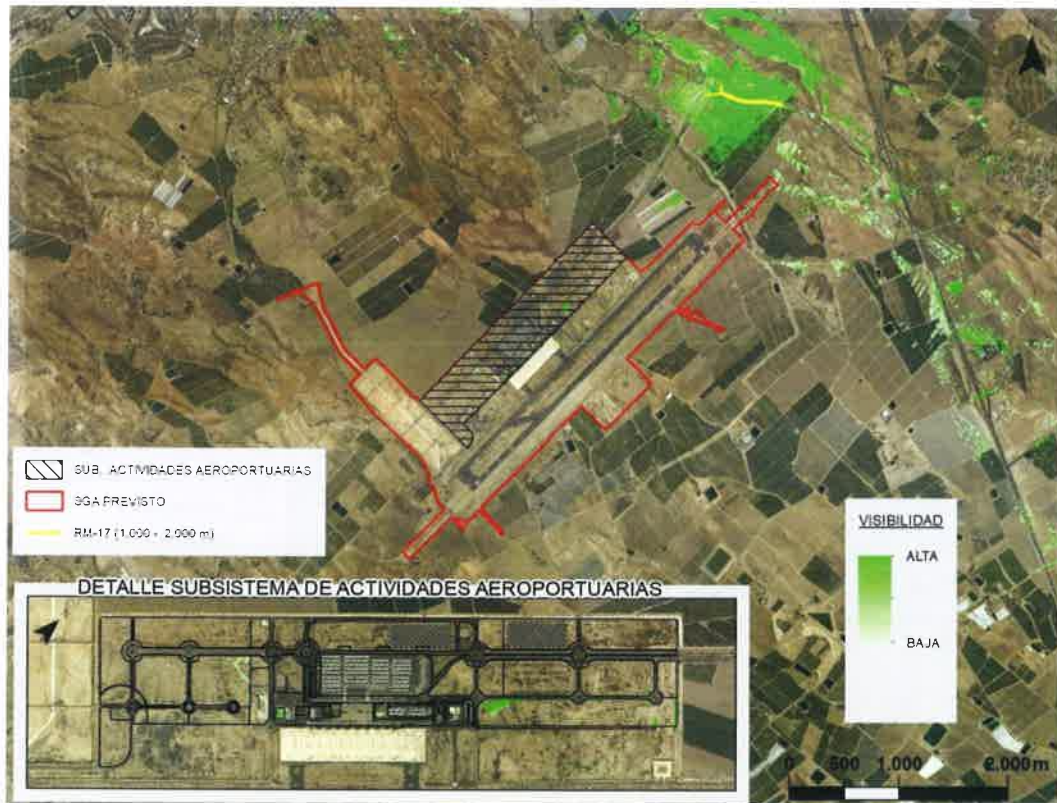 SUB. ACTIVIDADES AEROPORTUARIAS
SGA PREVISTO
RM-17 (1.000 - 2.000 m)
VISIBILIDAD
ALTA
BAJA
DETALLE SUBSISTEMA DE ACTIVIDADES AEROPORTUARIAS
0 500 1.000 2.000 m